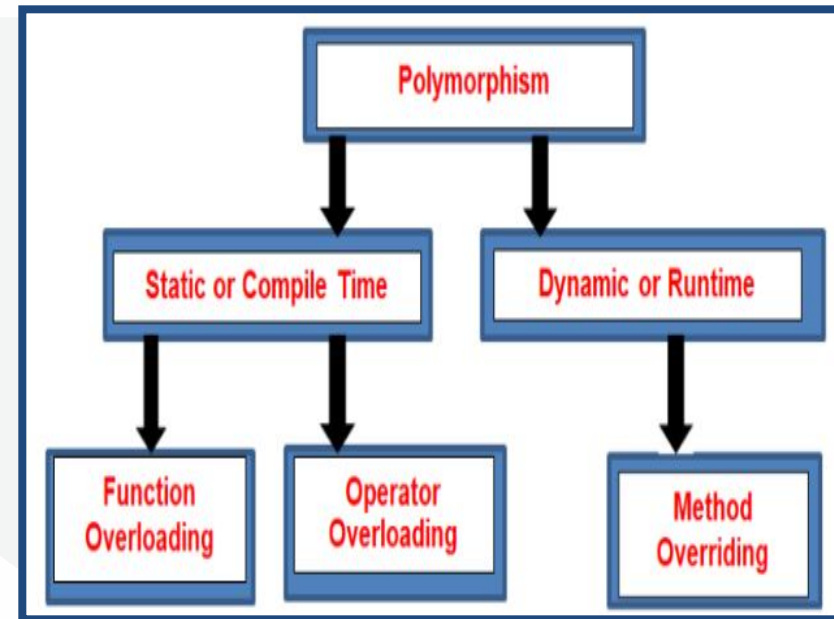 Polymorphism
Static or Compile Time
Dynamic or Runtime
Function
Overloading
Operator
Overloading
Method
Overriding